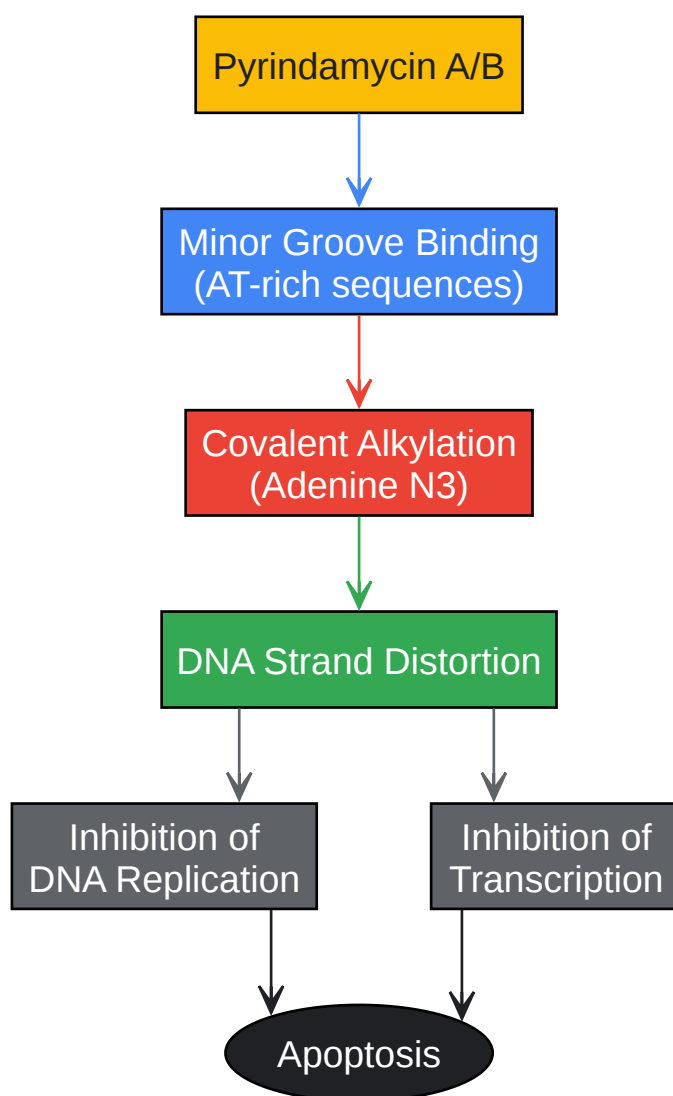 Pyrindamycin A/B
Minor Groove Binding
(AT-rich sequences)
Covalent Alkylation
(Adenine N3)
DNA Strand Distortion
Inhibition of
DNA Replication
Inhibition of
Transcription
Apoptosis